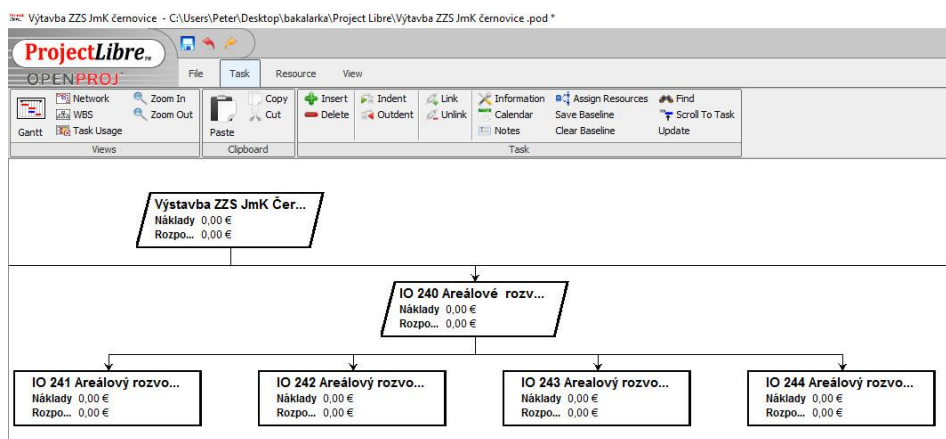 Výtavba ZZS JmK černovice - C:\Users\Peter\Desktop\bakalarka\Project Libre\Výtavba ZZS JmK černovice .pod *
ProjectLibre™
OPENPROJ
File Task Resource View
Network Zoom In Copy Insert Indent Link Information Assign Resources Find
WBS Zoom Out Cut Delete Outdent Unlink Calendar Save Baseline Scroll To Task
Gantt Task Usage Paste Notes Clear Baseline Update
Views Clipboard Task
Výstavba ZZS JmK Čer...
Náklady 0,00 €
Rozpo... 0,00 €
IO 240 Areálové rozv...
Náklady 0,00 €
Rozpo... 0,00 €
IO 241 Areálový rozvo... IO 242 Areálový rozvo... IO 243 Arealový rozvo... IO 244 Areálový rozvo...
Náklady 0,00 € Náklady 0,00 € Náklady 0,00 € Náklady 0,00 €
Rozpo... 0,00 € Rozpo... 0,00 € Rozpo... 0,00 € Rozpo... 0,00 €